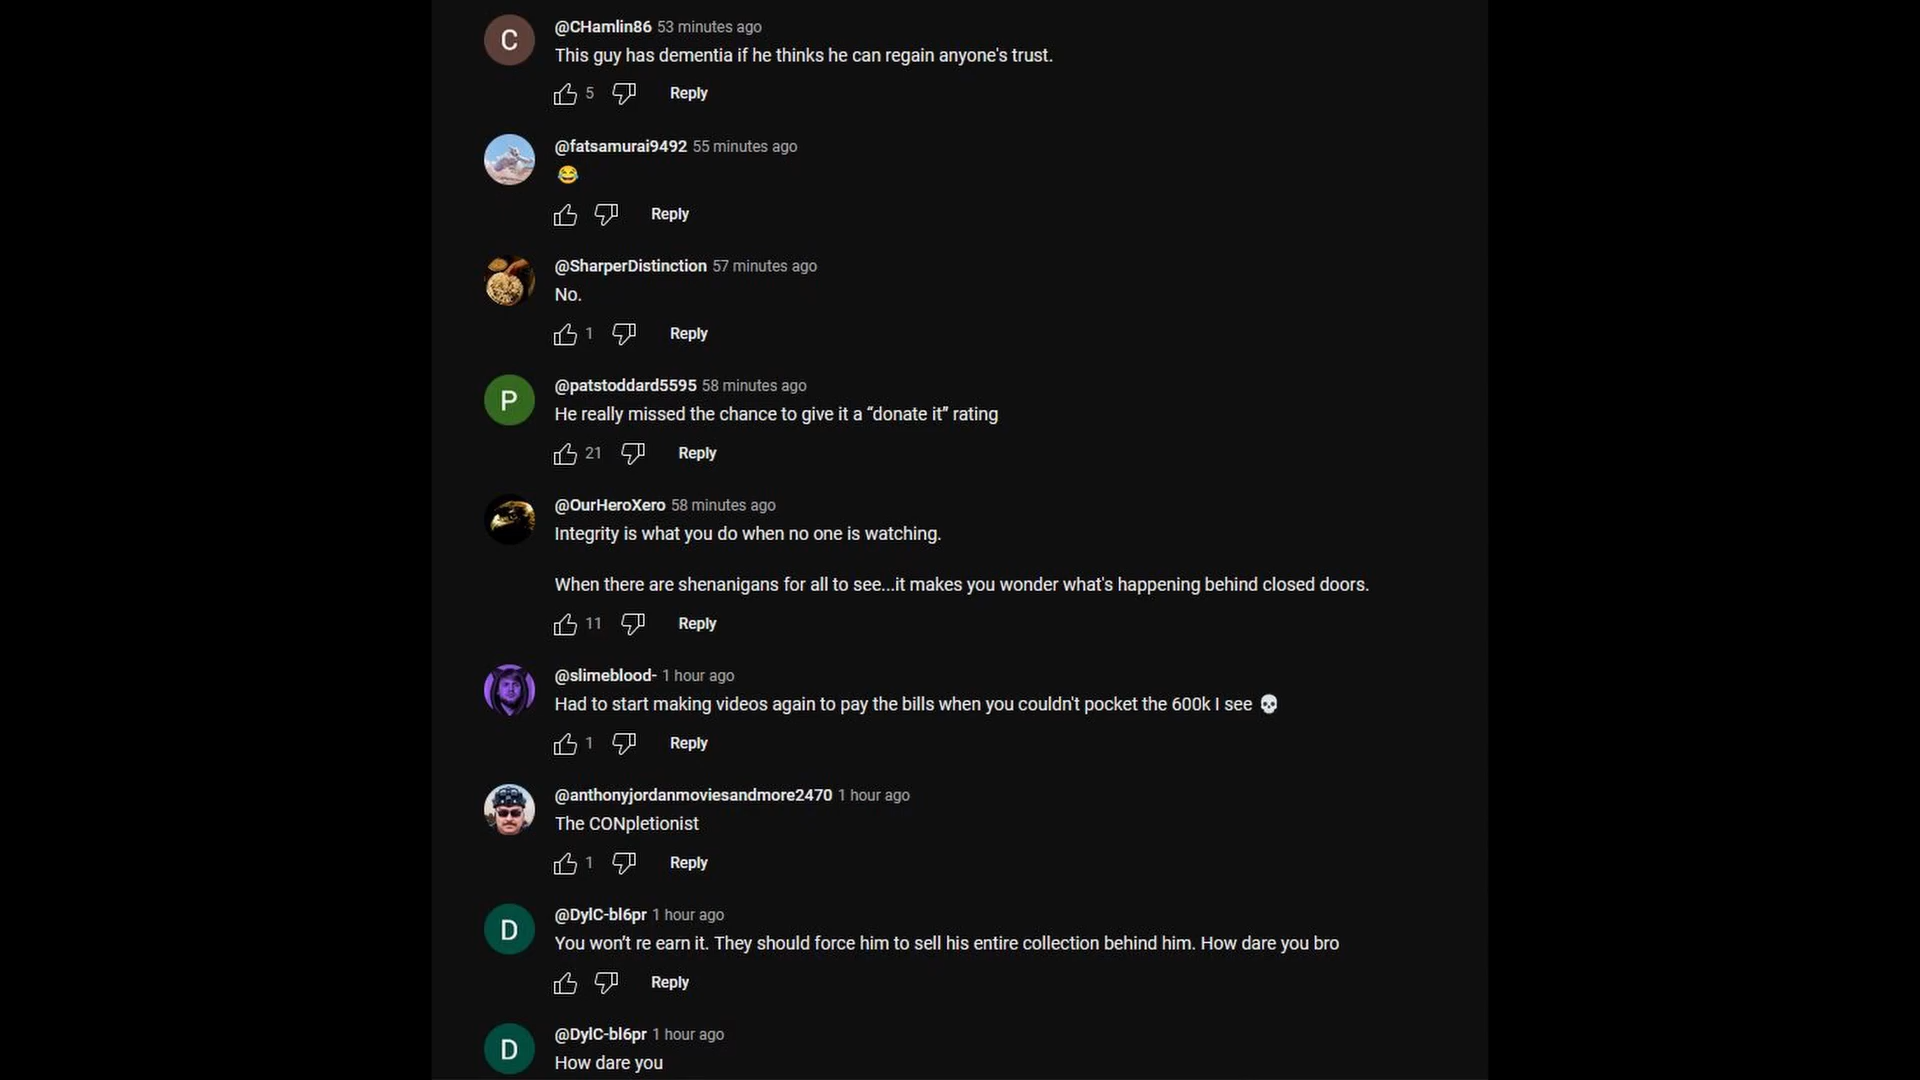 C
@CHamlin86 53 minutes ago
This guy has dementia if he thinks he can regain anyone's trust.
5 Reply
@fatsamurai9492 55 minutes ago
😂
Reply
@SharperDistinction 57 minutes ago
No.
1 Reply
P
@patstoddard5595 58 minutes ago
He really missed the chance to give it a “donate it” rating
21 Reply
@OurHeroXero 58 minutes ago
Integrity is what you do when no one is watching.
When there are shenanigans for all to see...it makes you wonder what's happening behind closed doors.
11 Reply
@slimeblood- 1 hour ago
Had to start making videos again to pay the bills when you couldn't pocket the 600k I see 💀
1 Reply
@anthonyjordanmoviesandmore2470 1 hour ago
The CONpletionist
1 Reply
D
@DylC-bl6pr 1 hour ago
You won’t re earn it. They should force him to sell his entire collection behind him. How dare you bro
Reply
D
@DylC-bl6pr 1 hour ago
How dare you